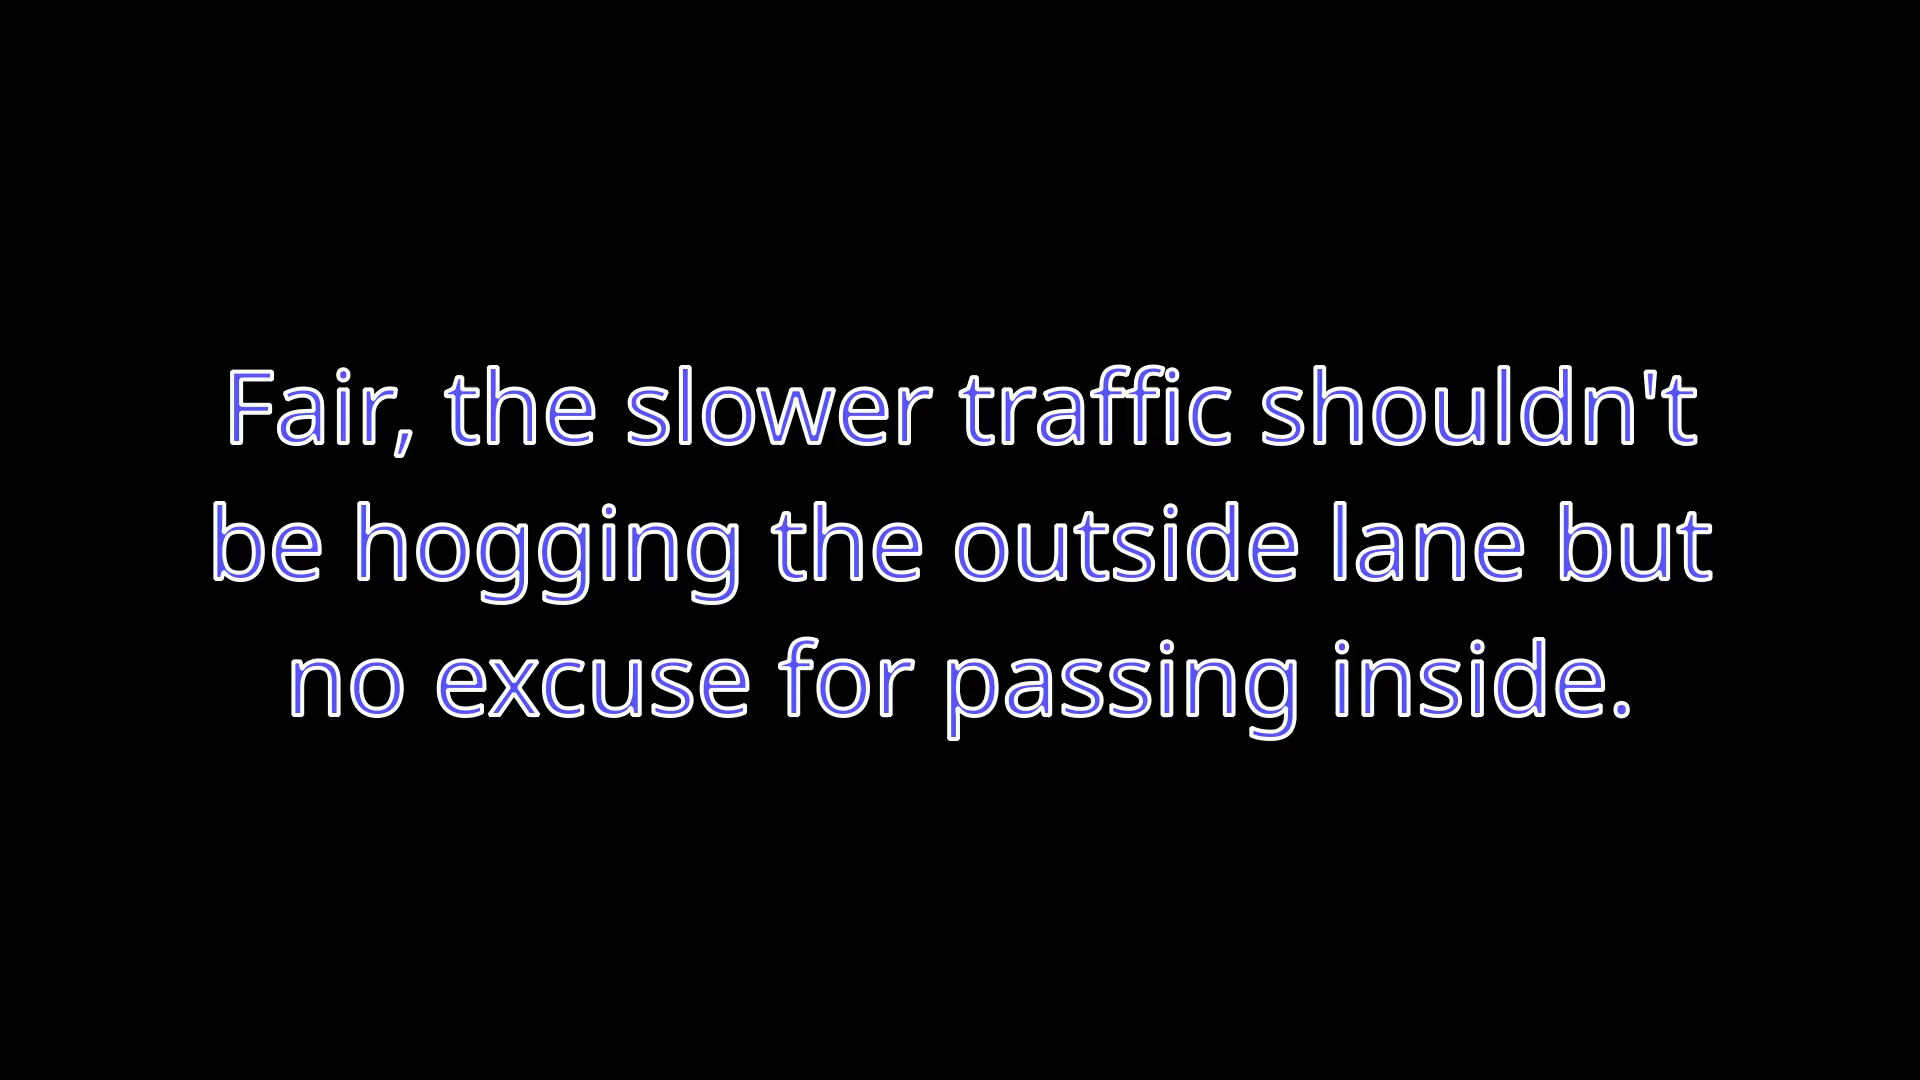 Fair, the slower traffic shouldn't
be hogging the outside lane but
no excuse for passing inside.